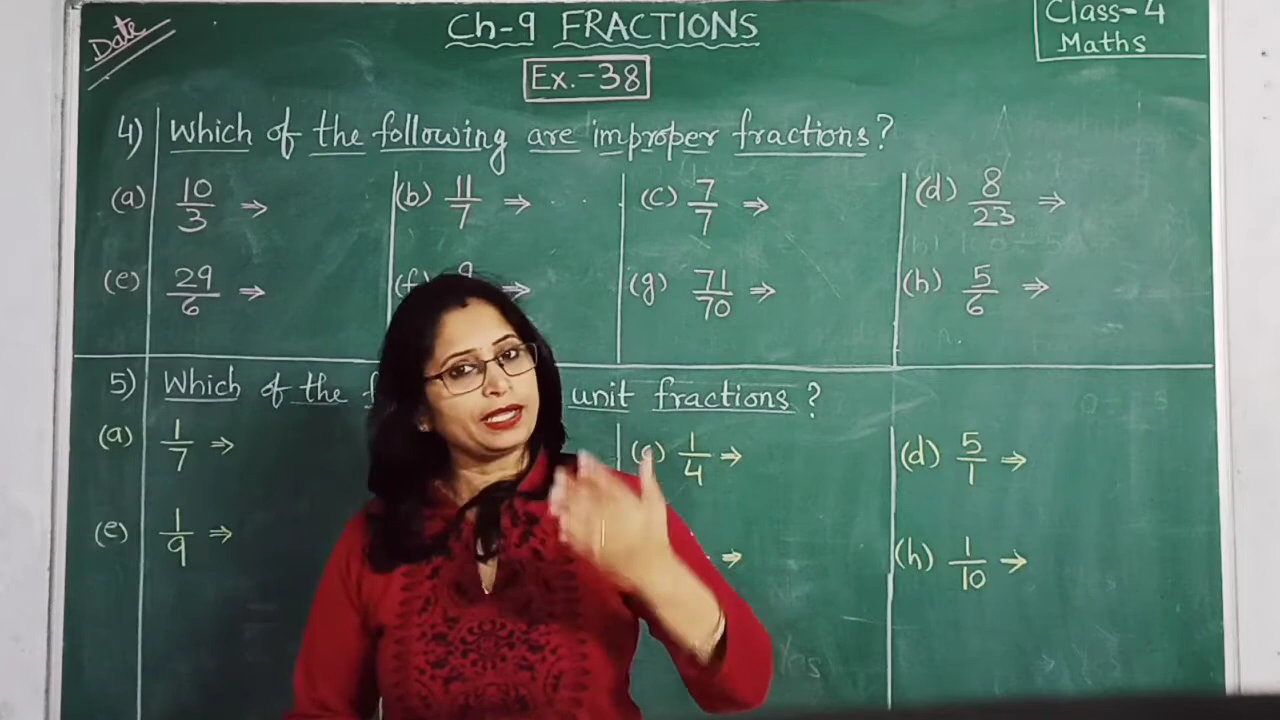 Date
Ch-9 FRACTIONS
Class-4
Maths
Ex.-38
4) Which of the following are improper fractions?
(a) 10/3 ⇒ (b) 11/7 ⇒ (c) 7/7 ⇒ (d) 8/23 ⇒
(e) 29/6 ⇒ (f) ⇒ (g) 71/70 ⇒ (h) 5/6 ⇒
5) Which of the unit fractions?
(a) 1/7 ⇒ (c) 1/4 ⇒ (d) 5/1 ⇒
(e) 1/9 ⇒ ⇒ (h) 1/10 ⇒